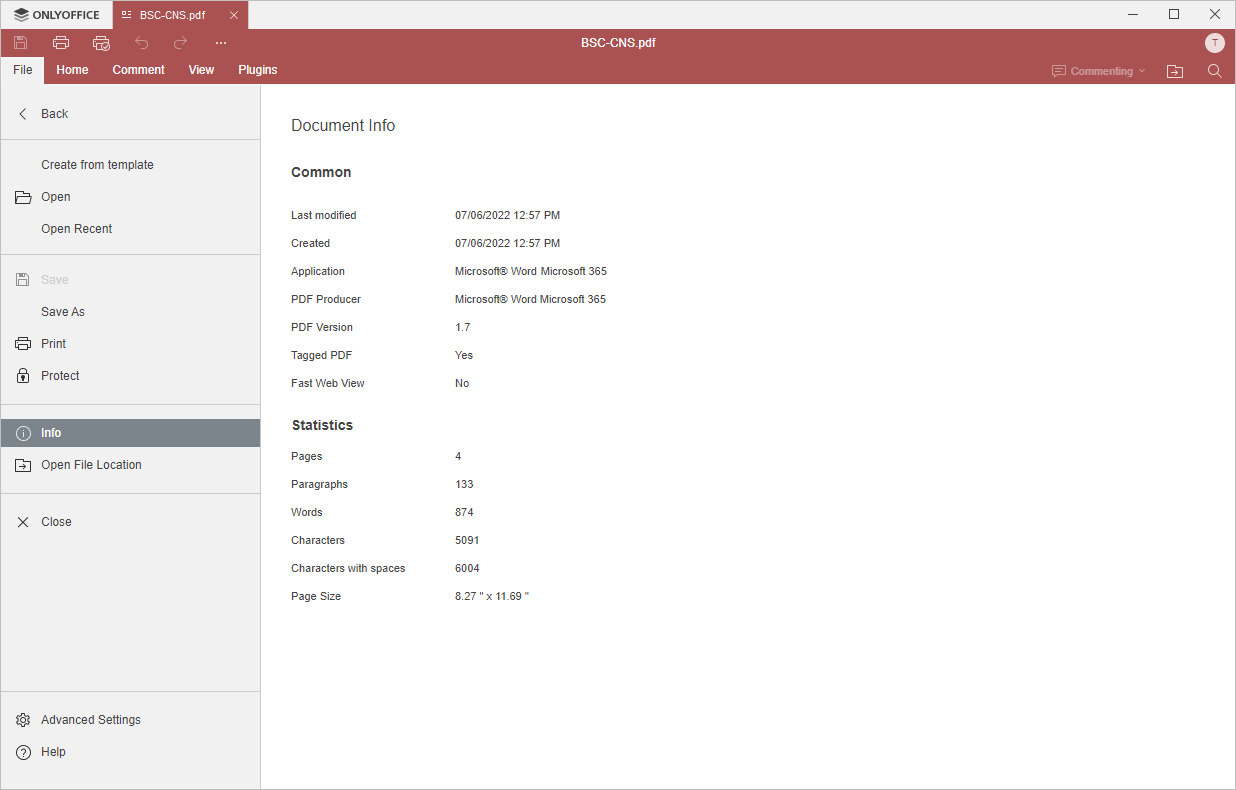 ONLYOFFICE BSC-CNS.pdf
BSC-CNS.pdf T
File Home Comment View Plugins Commenting
Back
Create from template
Open
Open Recent
Save
Save As
Print
Protect
Info
Open File Location
Close
Advanced Settings
Help
Document Info
Common
Last modified 07/06/2022 12:57 PM
Created 07/06/2022 12:57 PM
Application Microsoft® Word Microsoft 365
PDF Producer Microsoft® Word Microsoft 365
PDF Version 1.7
Tagged PDF Yes
Fast Web View No
Statistics
Pages 4
Paragraphs 133
Words 874
Characters 5091
Characters with spaces 6004
Page Size 8.27 " x 11.69 "